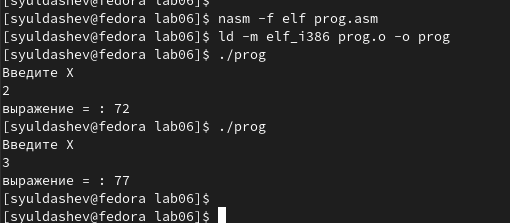 [syuldashev@fedora lab06]$
[syuldashev@fedora lab06]$ nasm -f elf prog.asm
[syuldashev@fedora lab06]$ ld -m elf_i386 prog.o -o prog
[syuldashev@fedora lab06]$ ./prog
Введите X
2
выражение = : 72
[syuldashev@fedora lab06]$ ./prog
Введите X
3
выражение = : 77
[syuldashev@fedora lab06]$
[syuldashev@fedora lab06]$